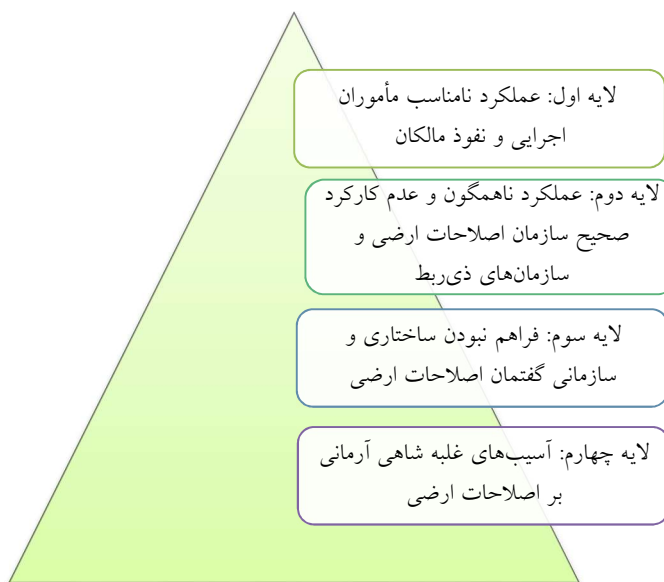 لایه اول: عملکرد نامناسب مأموران
اجرایی و نفوذ مالکان
لایه دوم: عملکرد ناهمگون و عدم کارکرد
صحیح سازمان اصلاحات ارضی و
سازمان‌های ذی‌ربط
لایه سوم: فراهم نبودن ساختاری و
سازمانی گفتمان اصلاحات ارضی
لایه چهارم: آسیب‌های غلبه شاهی آرمانی
بر اصلاحات ارضی